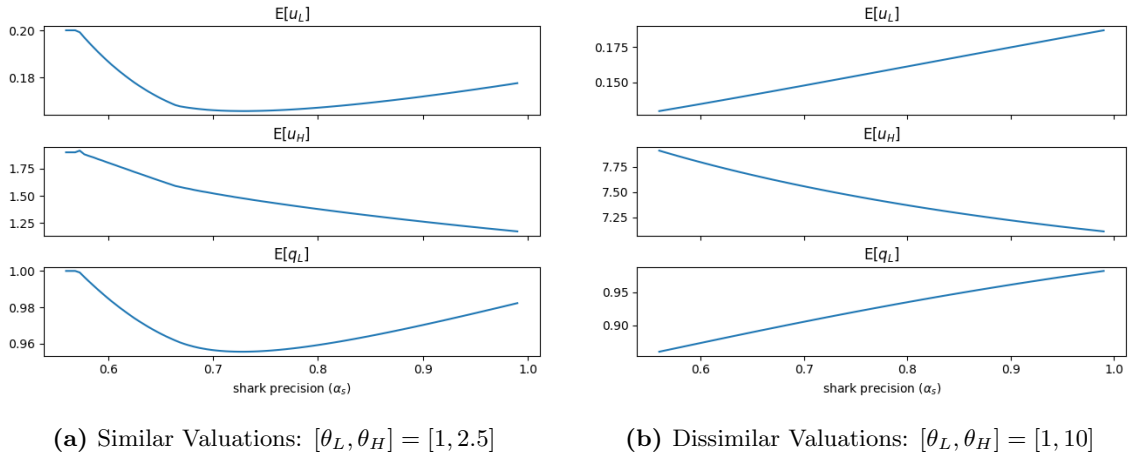 E[u_L]
0.20
0.18
E[u_H]
1.75
1.50
1.25
E[q_L]
1.00
0.98
0.96
0.6 0.7 0.8 0.9 1.0
shark precision (α_s)
(a) Similar Valuations: [θ_L, θ_H] = [1, 2.5]
E[u_L]
0.175
0.150
E[u_H]
7.75
7.50
7.25
E[q_L]
0.95
0.90
0.6 0.7 0.8 0.9 1.0
shark precision (α_s)
(b) Dissimilar Valuations: [θ_L, θ_H] = [1, 10]